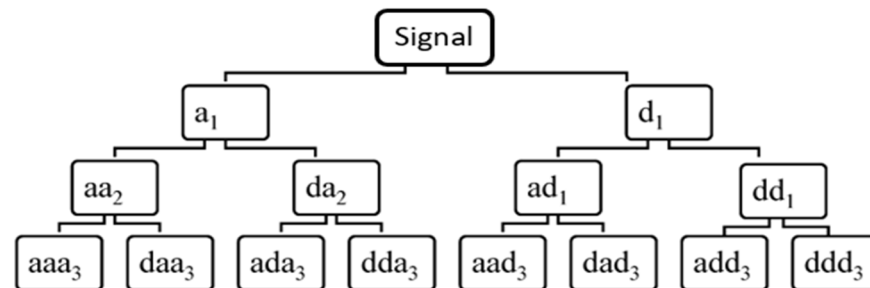 Signal
a₁ d₁
aa₂ da₂ ad₁ dd₁
aaa₃ daa₃ ada₃ dda₃ aad₃ dad₃ add₃ ddd₃